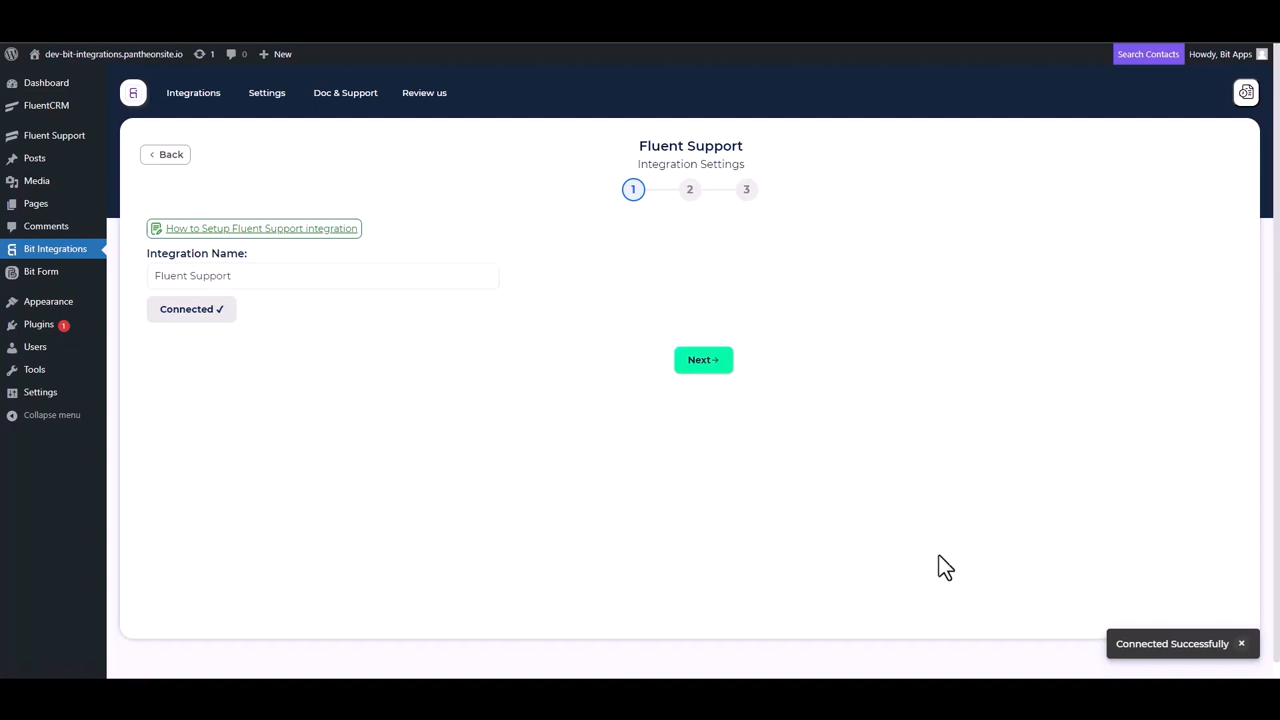 dev-bit-integrations.pantheonsite.io 1 0 New Search Contacts Howdy, Bit Apps
Dashboard
FluentCRM
Fluent Support
Posts
Media
Pages
Comments
Bit Integrations
Bit Form
Appearance
Plugins 1
Users
Tools
Settings
Collapse menu
Integrations Settings Doc & Support Review us
Back
Fluent Support
Integration Settings
1 2 3
How to Setup Fluent Support integration
Integration Name:
Fluent Support
Connected ✓
Next→
Connected Successfully ×